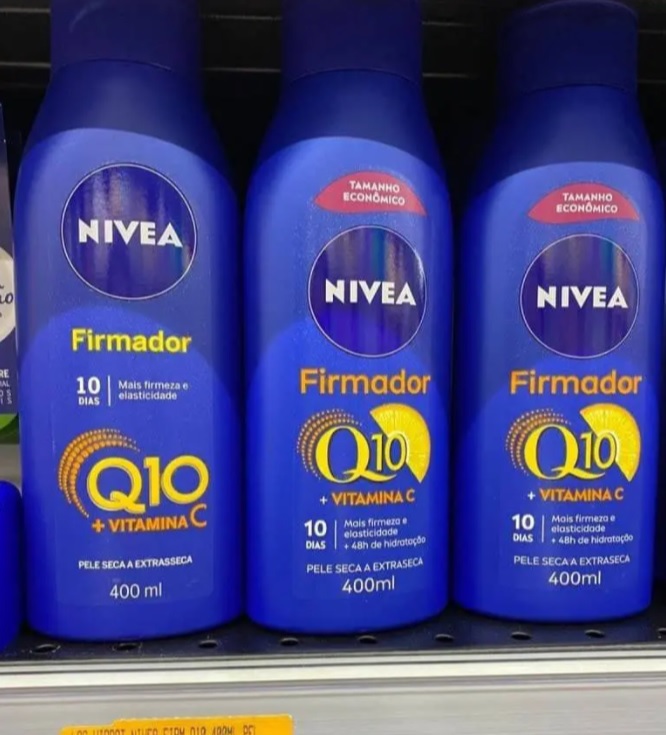 NIVEA
Firmador
10
DIAS
Mais firmeza e
elasticidade
Q10
+ VITAMINA C
PELE SECA A EXTRASSECA
400 ml
TAMANHO
ECONÔMICO
NIVEA
Firmador
Q10
+ VITAMINA C
10
DIAS
Mais firmeza e
elasticidade
+ 48h de hidratação
PELE SECA A EXTRASECA
400ml
TAMANHO
ECONÔMICO
NIVEA
Firmador
Q10
+ VITAMINA C
10
DIAS
Mais firmeza e
elasticidade
+ 48h de hidratação
PELE SECA A EXTRASECA
400ml